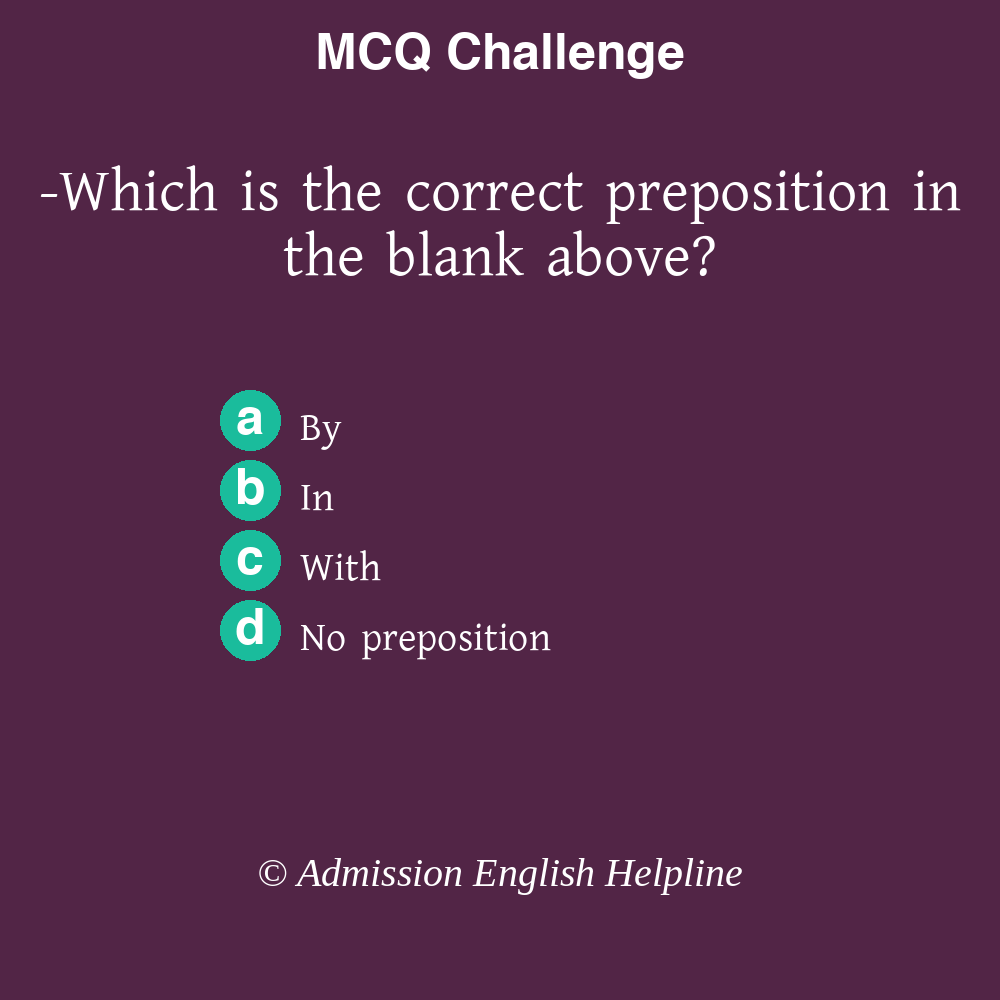 MCQ Challenge
-Which is the correct preposition in
the blank above?
a By
b In
c With
d No preposition
© Admission English Helpline